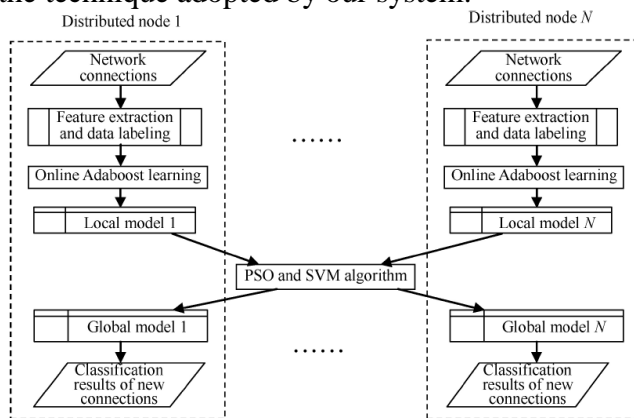 the technique adopted by our system.
Distributed node 1
Distributed node N
Network
connections
Network
connections
Feature extraction
and data labeling
......
Feature extraction
and data labeling
Online Adaboost learning
Online Adaboost learning
Local model 1
Local model N
PSO and SVM algorithm
Global model 1
Global model N
......
Classification
results of new
connections
Classification
results of new
connections